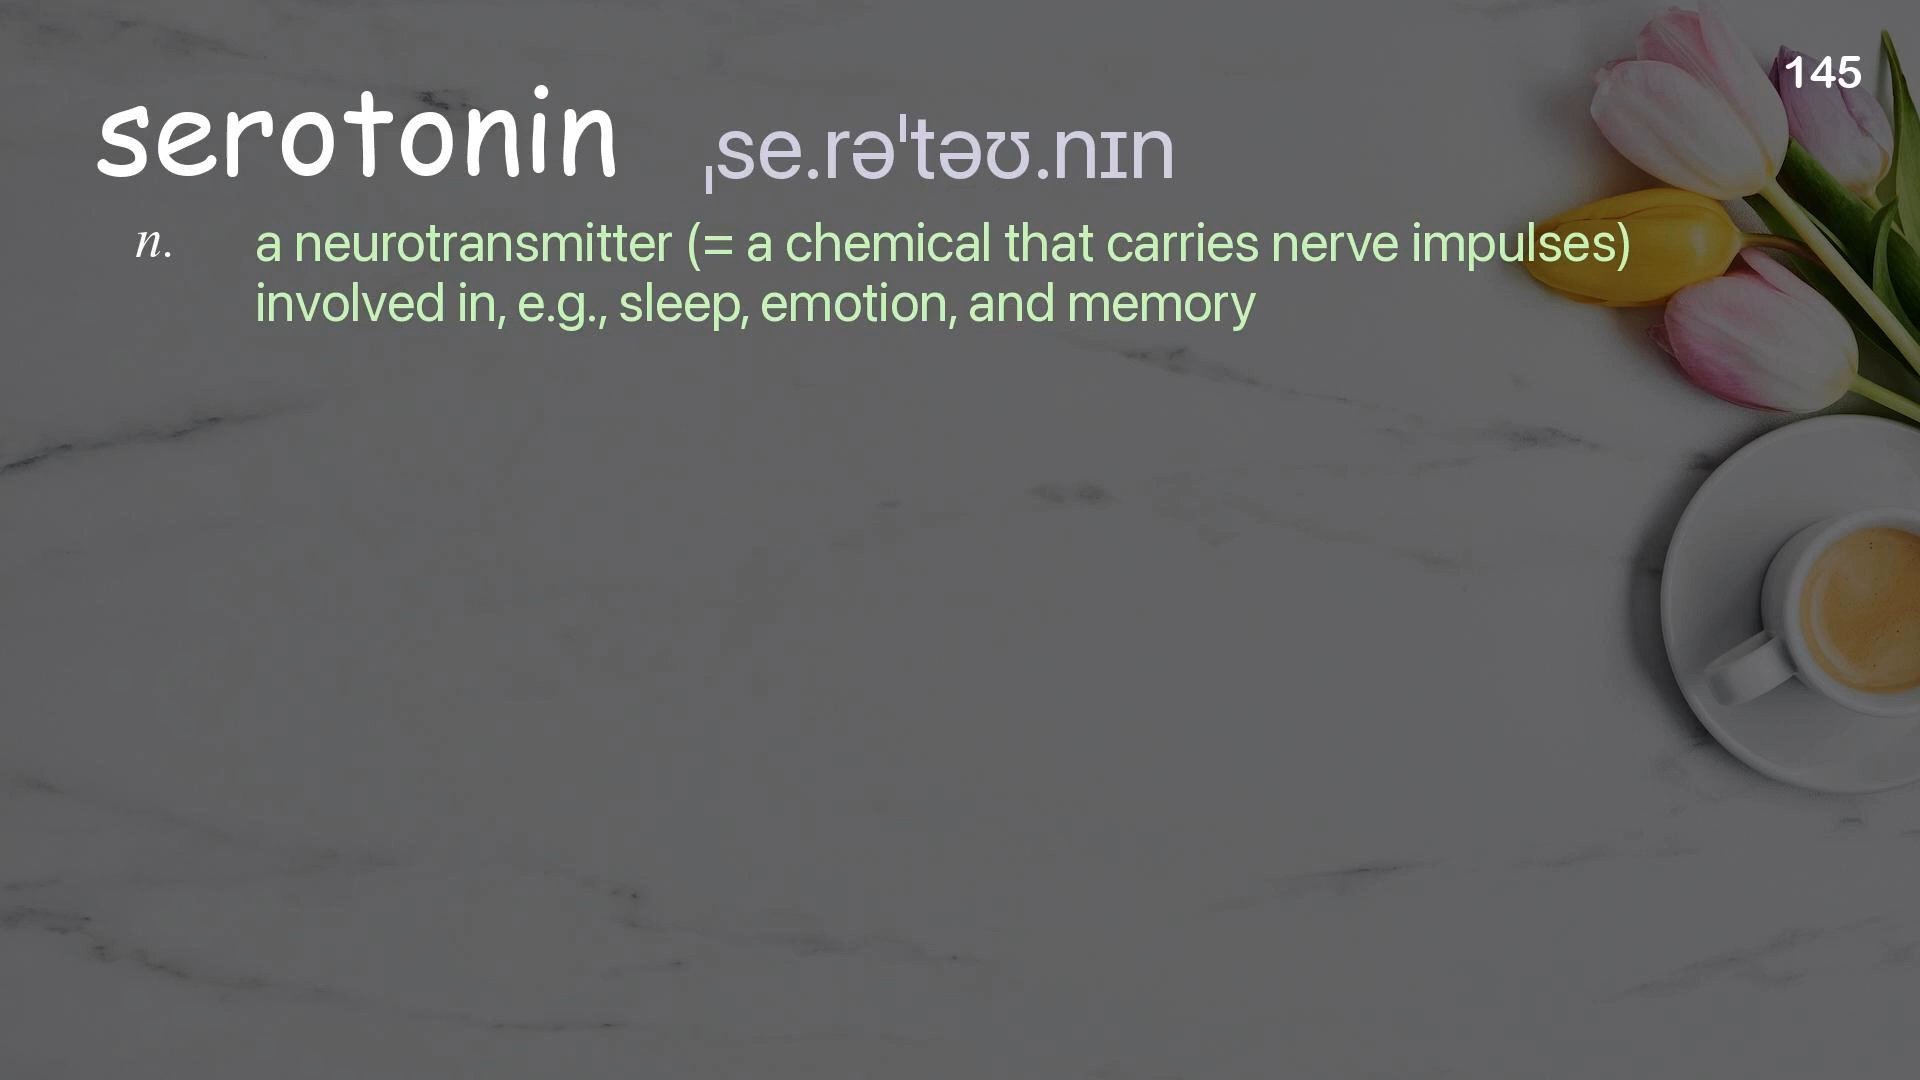 145
serotonin ˌse.rəˈtəʊ.nɪn
n. a neurotransmitter (= a chemical that carries nerve impulses)
involved in, e.g., sleep, emotion, and memory